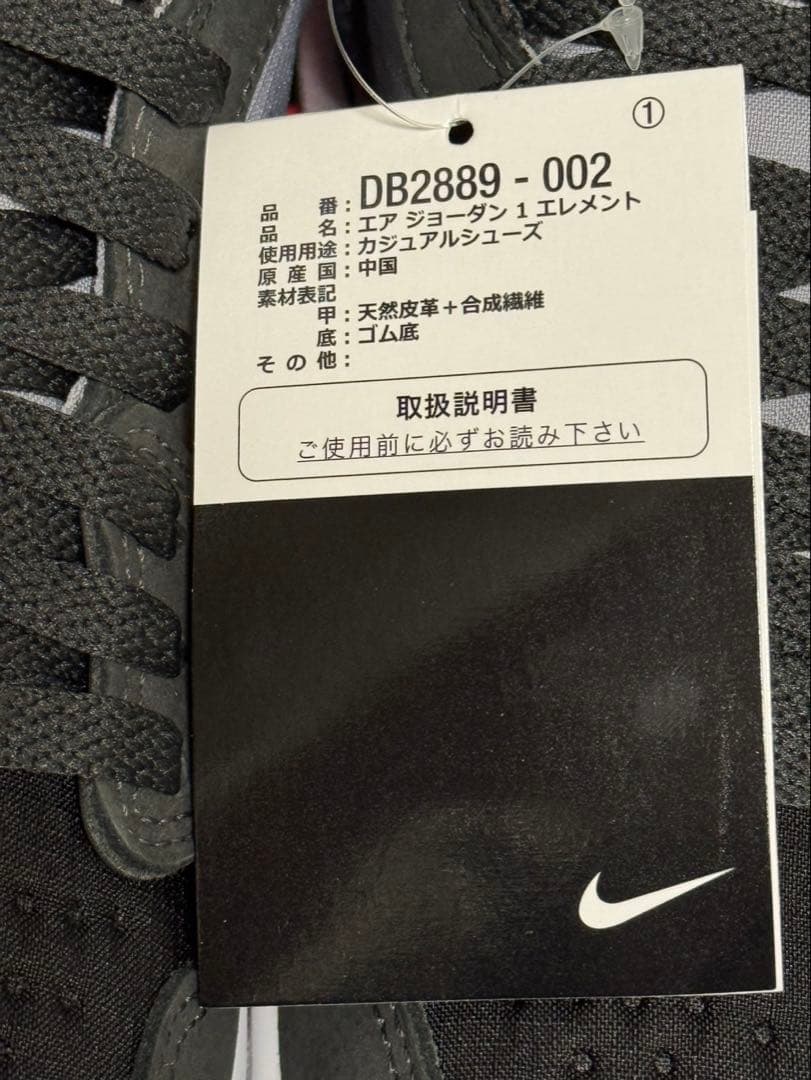 ①
品番：DB2889 - 002
品名：エア ジョーダン 1 エレメント
使用用途：カジュアルシューズ
原産国：中国
素材表記
甲：天然皮革＋合成繊維
底：ゴム底
その他：
取扱説明書
ご使用前に必ずお読み下さい